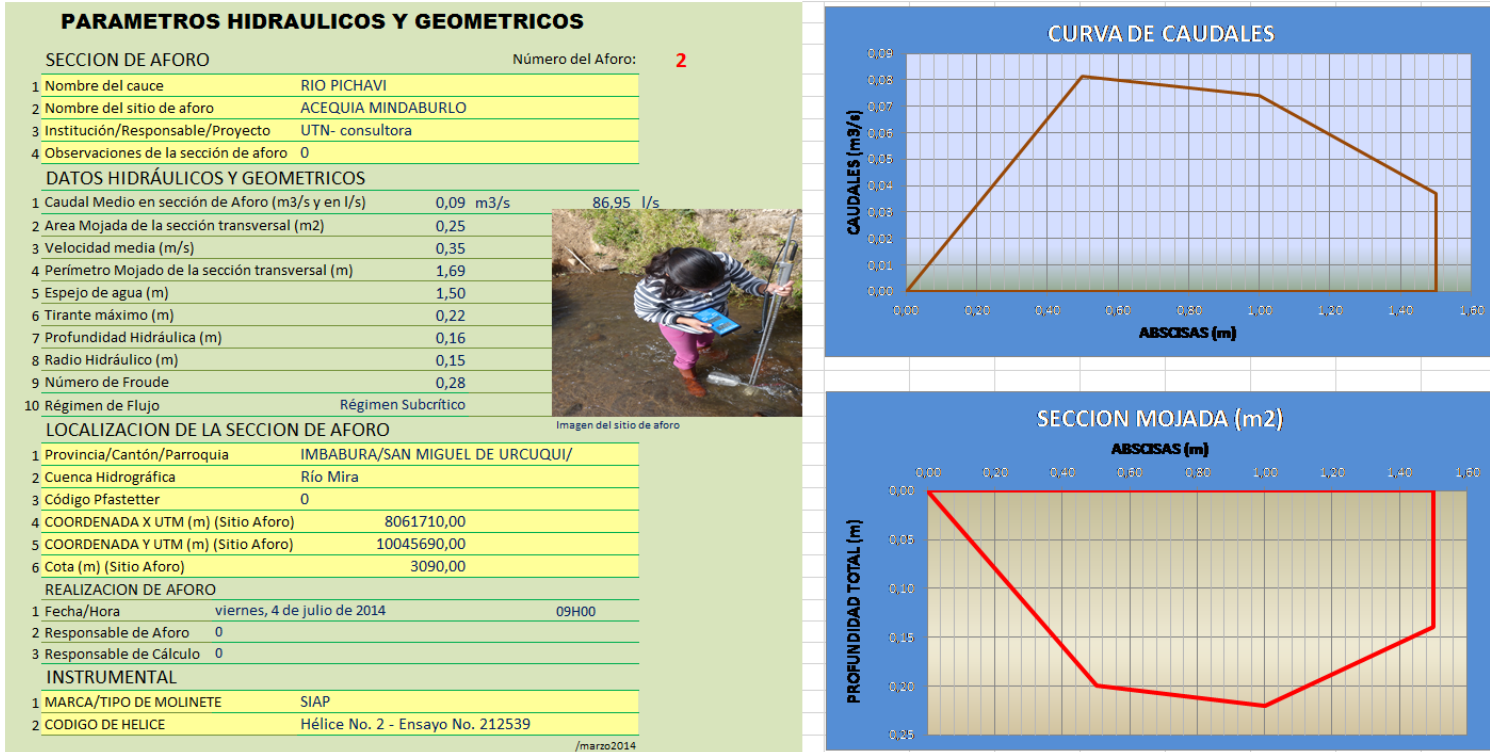 PARAMETROS HIDRAULICOS Y GEOMETRICOS
SECCION DE AFORO Número del Aforo: 2
1 Nombre del cauce RIO PICHAVI
2 Nombre del sitio de aforo ACEQUIA MINDABURLO
3 Institución/Responsable/Proyecto UTN- consultora
4 Observaciones de la sección de aforo 0
DATOS HIDRÁULICOS Y GEOMETRICOS
1 Caudal Medio en sección de Aforo (m3/s y en l/s) 0,09 m3/s 86,95 l/s
2 Area Mojada de la sección transversal (m2) 0,25
3 Velocidad media (m/s) 0,35
4 Perímetro Mojado de la sección transversal (m) 1,69
5 Espejo de agua (m) 1,50
6 Tirante máximo (m) 0,22
7 Profundidad Hidráulica (m) 0,16
8 Radio Hidráulico (m) 0,15
9 Número de Froude 0,28
10 Régimen de Flujo Régimen Subcrítico
Imagen del sitio de aforo
LOCALIZACION DE LA SECCION DE AFORO
1 Provincia/Cantón/Parroquia IMBABURA/SAN MIGUEL DE URCUQUI/
2 Cuenca Hidrográfica Río Mira
3 Código Pfastetter 0
4 COORDENADA X UTM (m) (Sitio Aforo) 8061710,00
5 COORDENADA Y UTM (m) (Sitio Aforo) 10045690,00
6 Cota (m) (Sitio Aforo) 3090,00
REALIZACION DE AFORO
1 Fecha/Hora viernes, 4 de julio de 2014 09H00
2 Responsable de Aforo 0
3 Responsable de Cálculo 0
INSTRUMENTAL
1 MARCA/TIPO DE MOLINETE SIAP
2 CODIGO DE HELICE Hélice No. 2 - Ensayo No. 212539
/marzo2014
CURVA DE CAUDALES
CAUDALES (m3/s)
0,09
0,08
0,07
0,06
0,05
0,04
0,03
0,02
0,01
0,00
0,00 0,20 0,40 0,60 0,80 1,00 1,20 1,40 1,60
ABSCISAS (m)
SECCION MOJADA (m2)
ABSCISAS (m)
0,00 0,20 0,40 0,60 0,80 1,00 1,20 1,40 1,60
PROFUNDIDAD TOTAL (m)
0,00
0,05
0,10
0,15
0,20
0,25